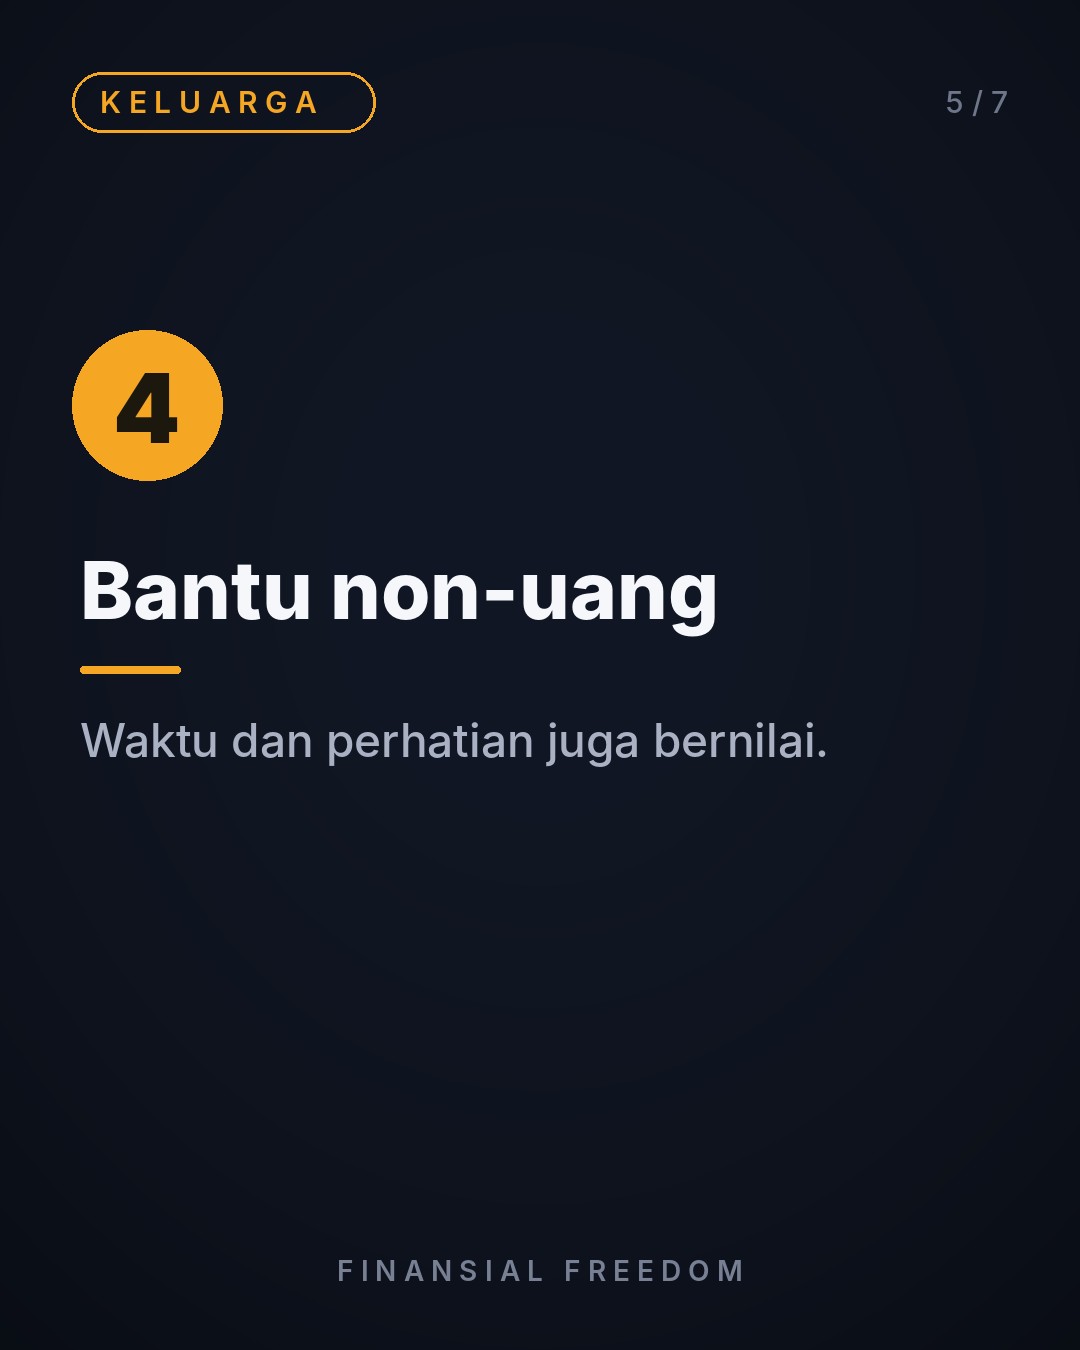 KELUARGA
5 / 7
4
Bantu non-uang
Waktu dan perhatian juga bernilai.
FINANSIAL FREEDOM